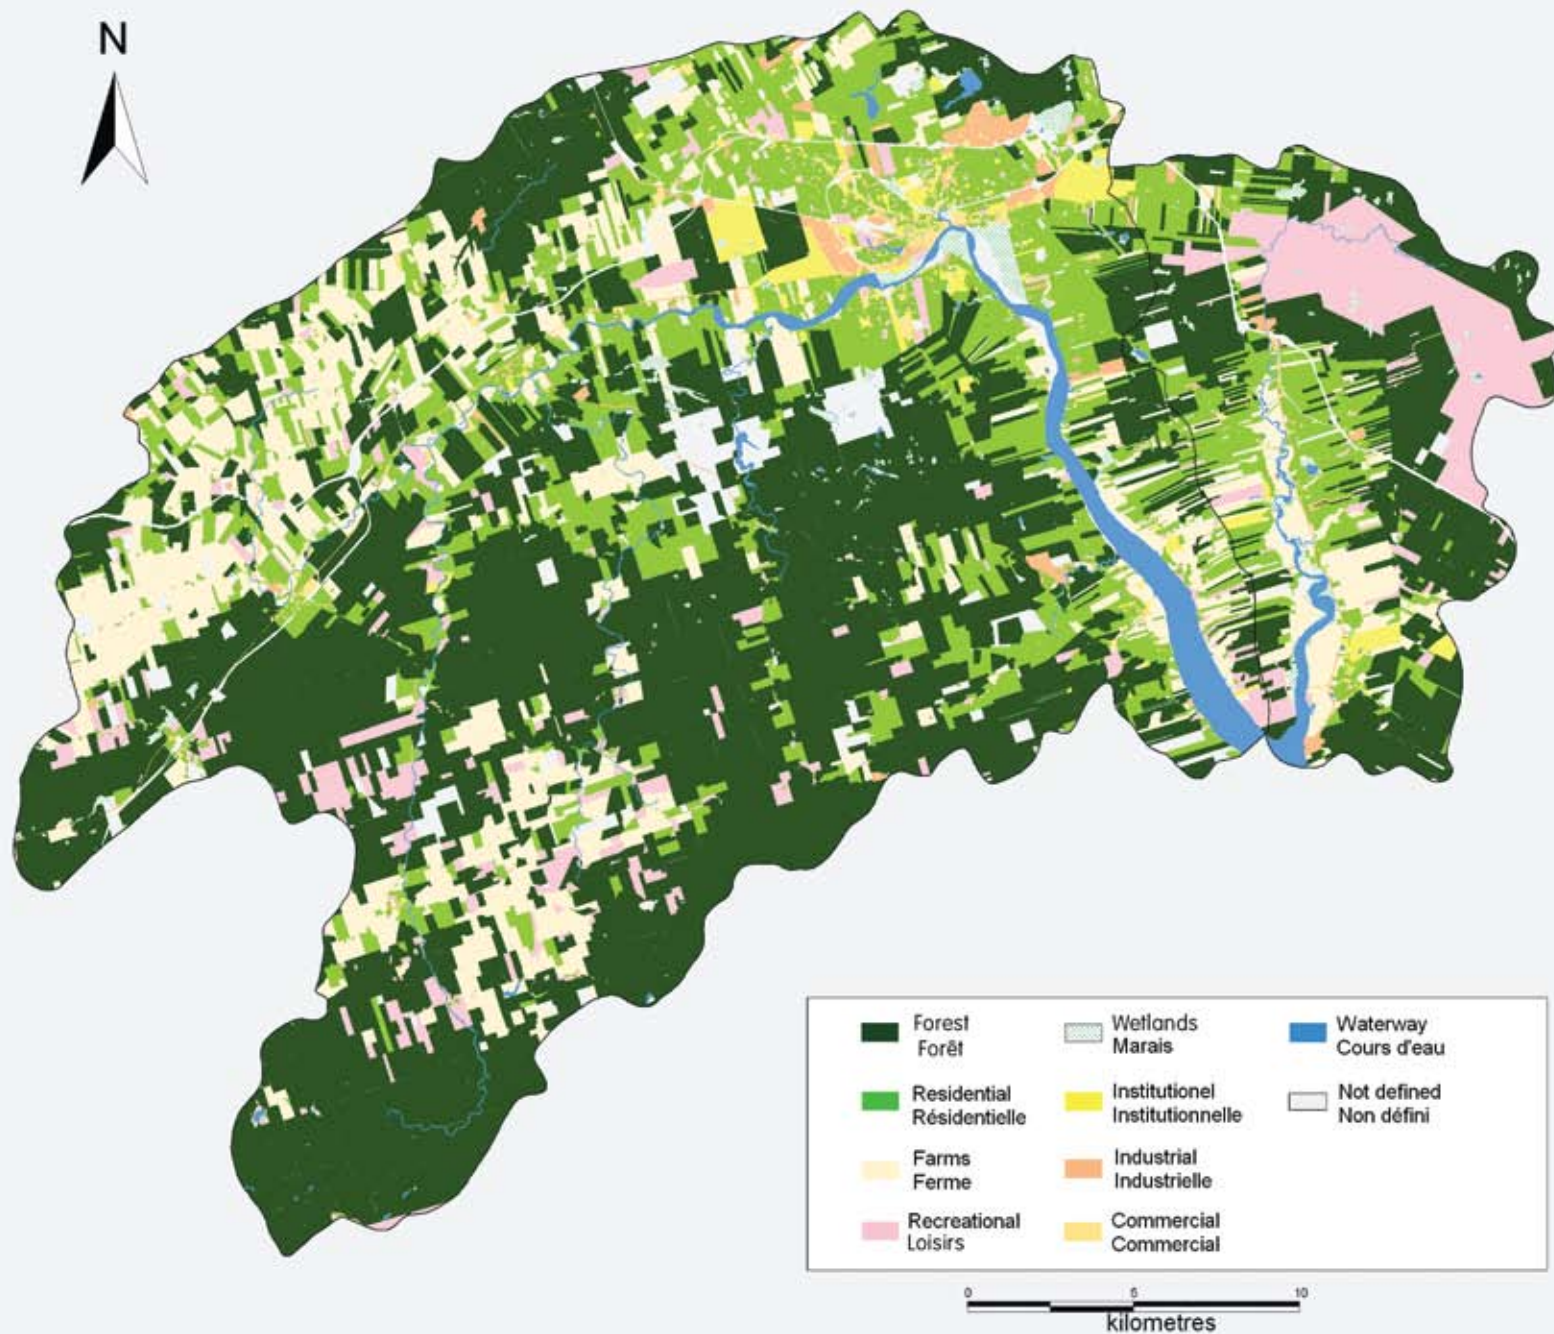 N
Forest
Forêt
Residential
Résidentielle
Farms
Ferme
Recreational
Loisirs
Wetlands
Marais
Institutionel
Institutionnelle
Industrial
Industrielle
Commercial
Commercial
Waterway
Cours d'eau
Not defined
Non défini
0 5 10
kilometres